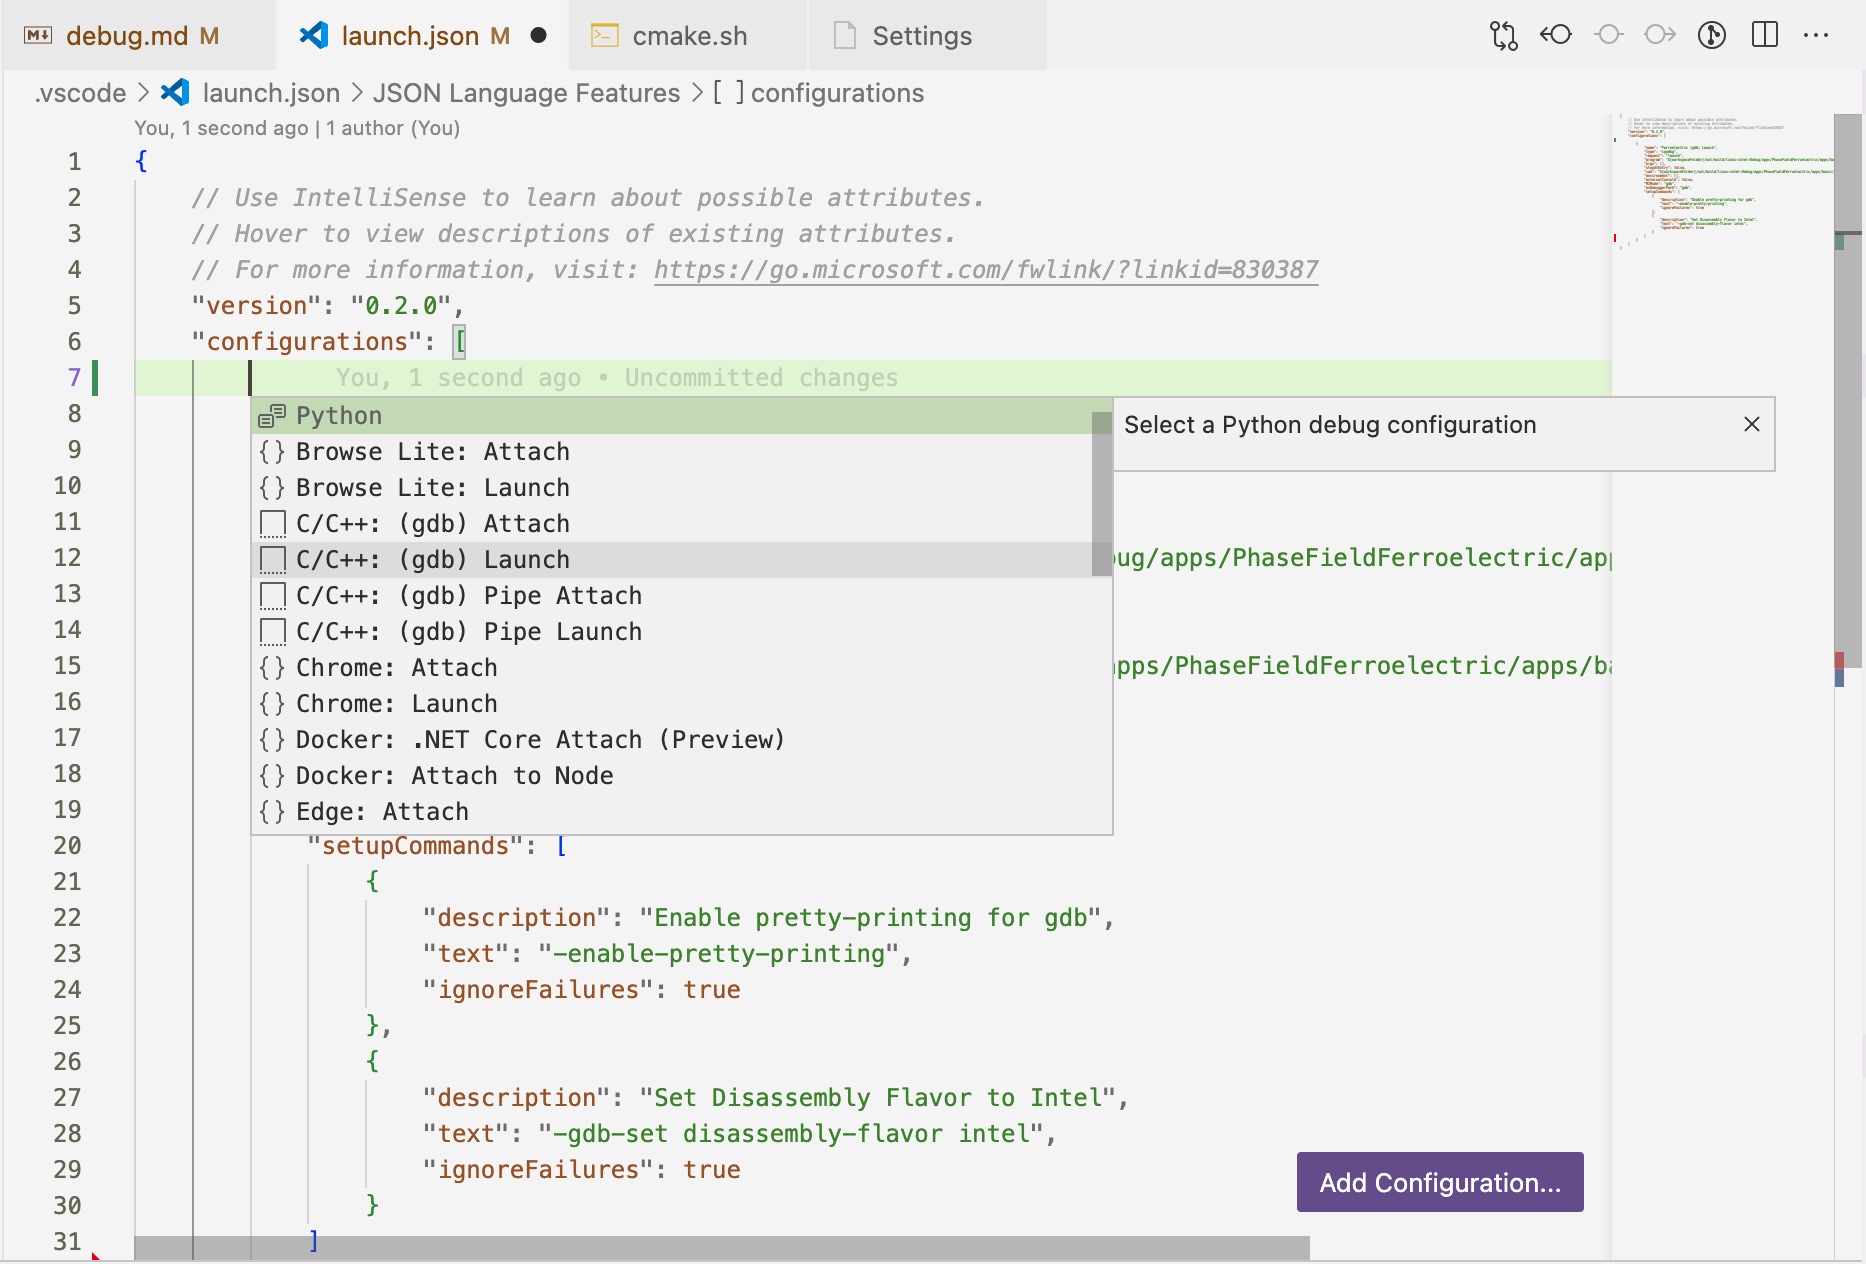 debug.md M
launch.json M
cmake.sh
Settings
.vscode > launch.json > JSON Language Features > [ ] configurations
You, 1 second ago | 1 author (You)
1 {
2 // Use IntelliSense to learn about possible attributes.
3 // Hover to view descriptions of existing attributes.
4 // For more information, visit: https://go.microsoft.com/fwlink/?linkid=830387
5 "version": "0.2.0",
6 "configurations": [
7 You, 1 second ago • Uncommitted changes
8 Python
Select a Python debug configuration
9 {} Browse Lite: Attach
10 {} Browse Lite: Launch
11 C/C++: (gdb) Attach
12 C/C++: (gdb) Launch
ug/apps/PhaseFieldFerroelectric/app
13 C/C++: (gdb) Pipe Attach
14 C/C++: (gdb) Pipe Launch
15 {} Chrome: Attach
apps/PhaseFieldFerroelectric/apps/ba
16 {} Chrome: Launch
17 {} Docker: .NET Core Attach (Preview)
18 {} Docker: Attach to Node
19 {} Edge: Attach
20 "setupCommands": [
21 {
22 "description": "Enable pretty-printing for gdb",
23 "text": "-enable-pretty-printing",
24 "ignoreFailures": true
25 },
26 {
27 "description": "Set Disassembly Flavor to Intel",
28 "text": "-gdb-set disassembly-flavor intel",
29 "ignoreFailures": true
Add Configuration...
30 }
31 ]